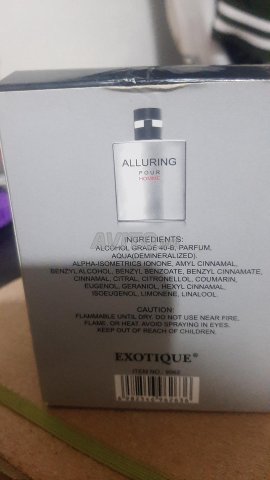 ALLURING
POUR
HOMME
AVITO
INGREDIENTS:
ALCOHOL GRADE 40-B, PARFUM,
AQUA(DEMINERALIZED).
ALPHA-ISOMETRICS IONONE, AMYL CINNAMAL,
BENZYL ALCOHOL, BENZYL BENZOATE, BENZYL CINNAMATE,
CINNAMAL, CITRAL, CITRONELLOL, COUMARIN,
EUGENOL, GERANIOL, HEXYL CINNAMAL,
ISOEUGENOL, LIMONENE, LINALOOL.
CAUTION:
FLAMMABLE UNTIL DRY. DO NOT USE NEAR FIRE,
FLAME, OR HEAT AVOID SPRAYING IN EYES.
KEEP OUT OF REACH OF CHILDREN.
EXOTIQUE®
ITEM NO.: 9062